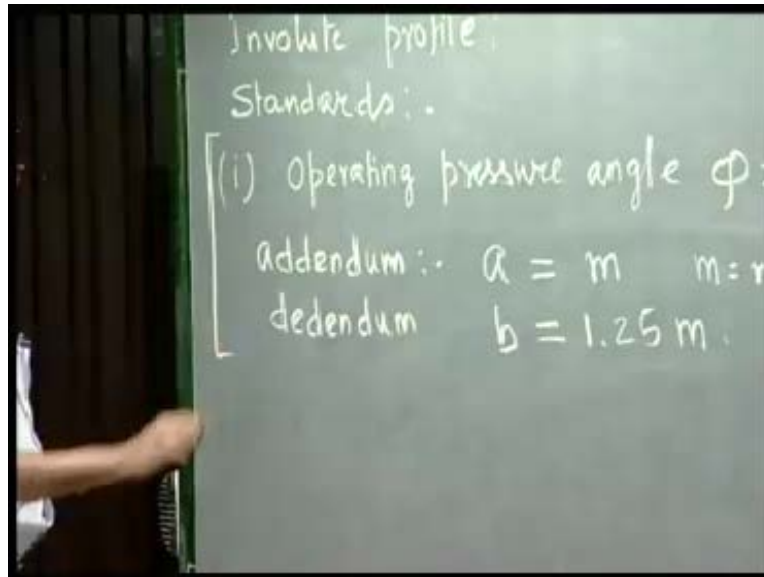 Involute profile:
Standards:.
(i) Operating pressure angle φ =
addendum:- a = m m =
dedendum b = 1.25 m.